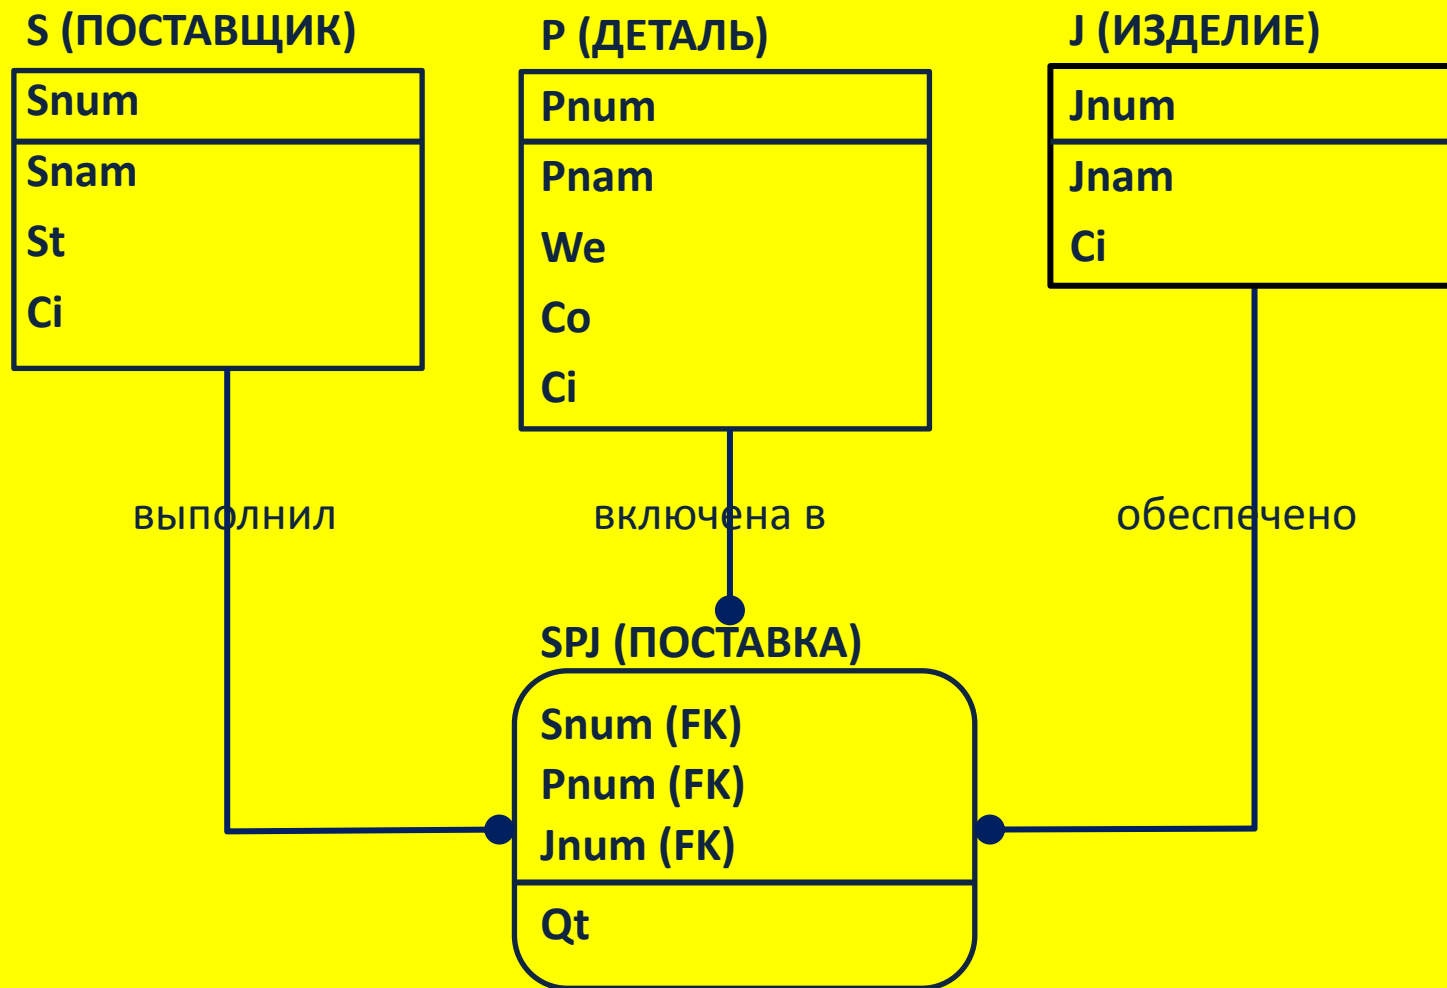 S (ПОСТАВЩИК)
Snum
Snam
St
Ci
P (ДЕТАЛЬ)
Pnum
Pnam
We
Co
Ci
J (ИЗДЕЛИЕ)
Jnum
Jnam
Ci
выполнил
включена в
обеспечено
SPJ (ПОСТАВКА)
Snum (FK)
Pnum (FK)
Jnum (FK)
Qt